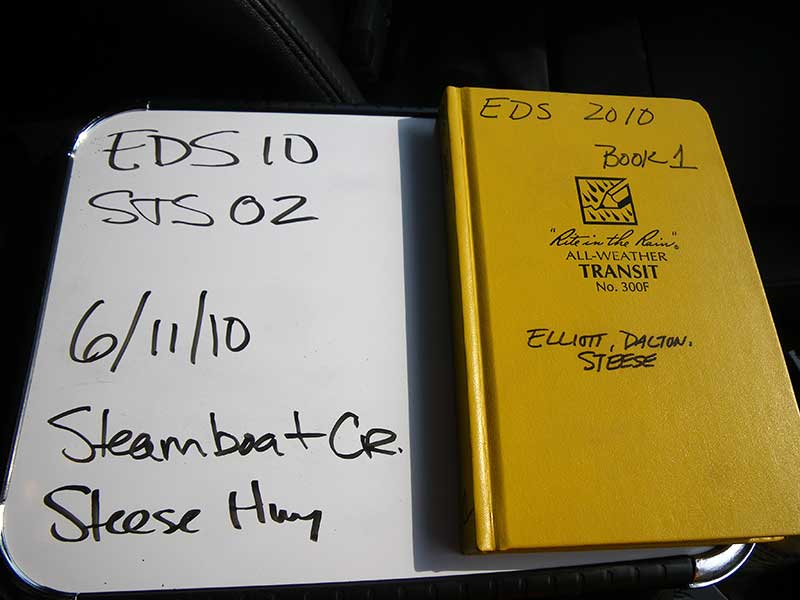 EDS 10
STS 02
6/11/10
Steamboat CR.
Steese Hwy
EDS 2010
BOOK 1
"Rite in the Rain"®
ALL-WEATHER
TRANSIT
No. 300F
ELLIOTT, DALTON.
STEESE